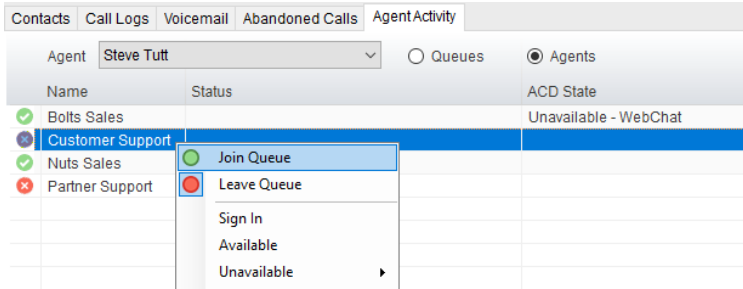 Contacts Call Logs Voicemail Abandoned Calls Agent Activity
Agent Steve Tutt Queues Agents
Name Status ACD State
Bolts Sales Unavailable - WebChat
Customer Support
Join Queue
Nuts Sales
Leave Queue
Partner Support
Sign In
Available
Unavailable